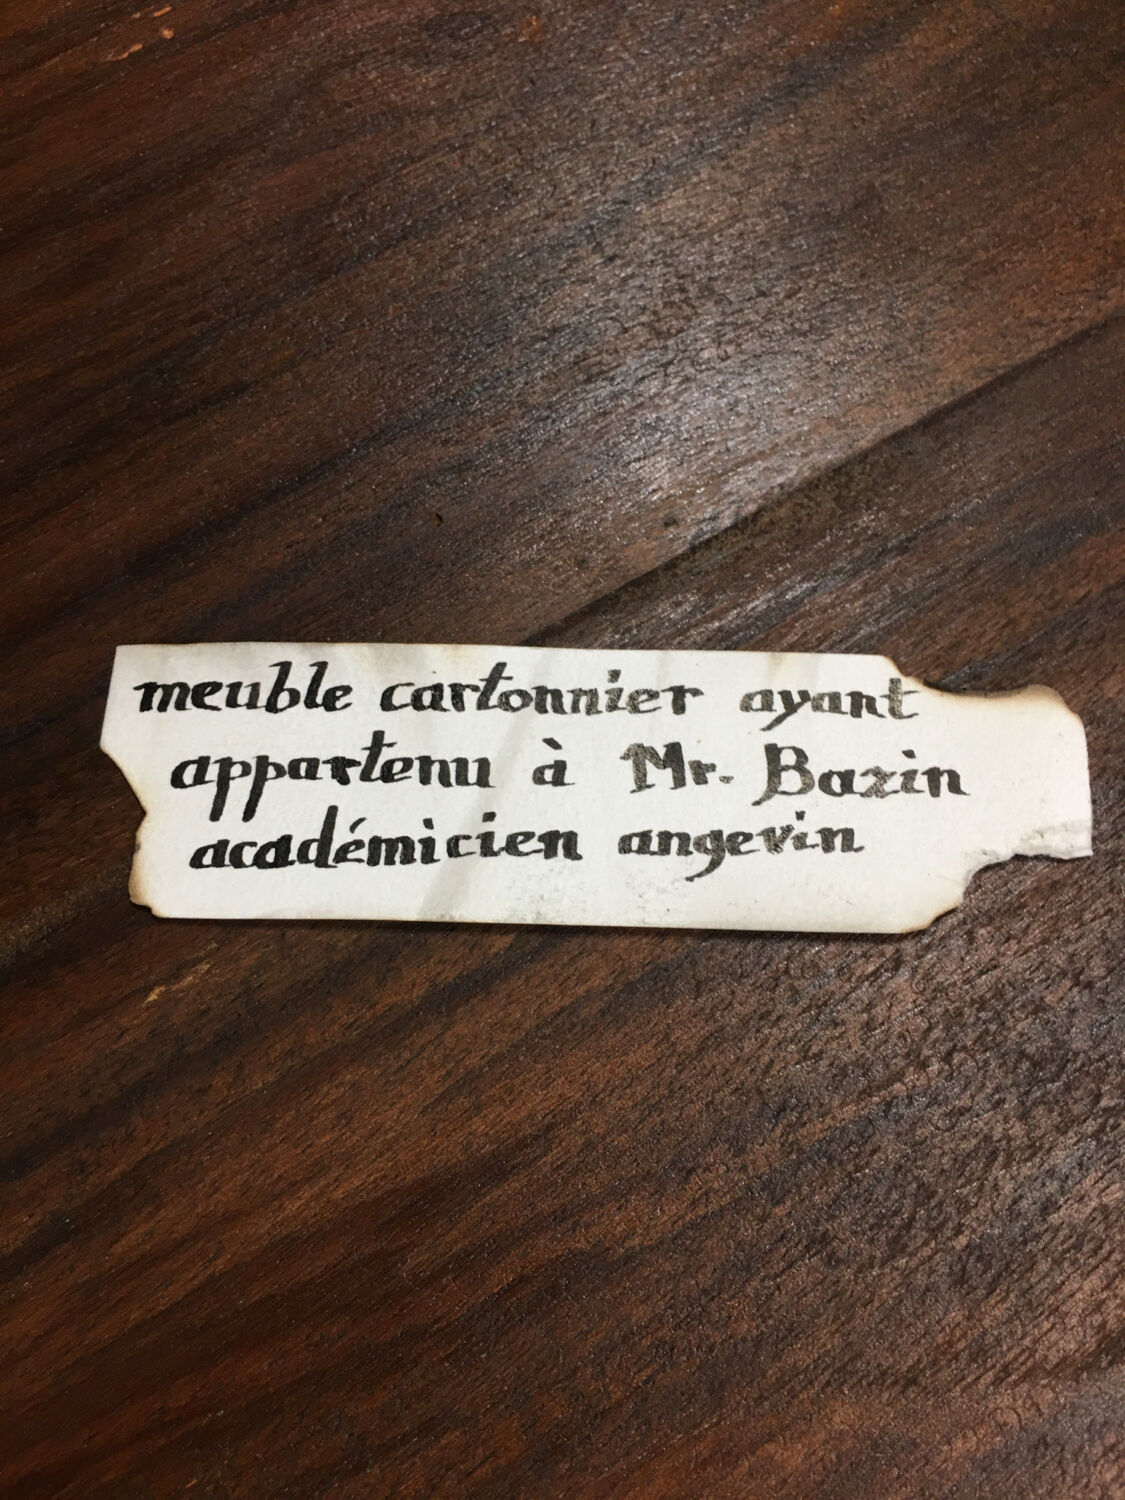 meuble cartonnier ayant
appartenu à Mr. Bazin
académicien angevin